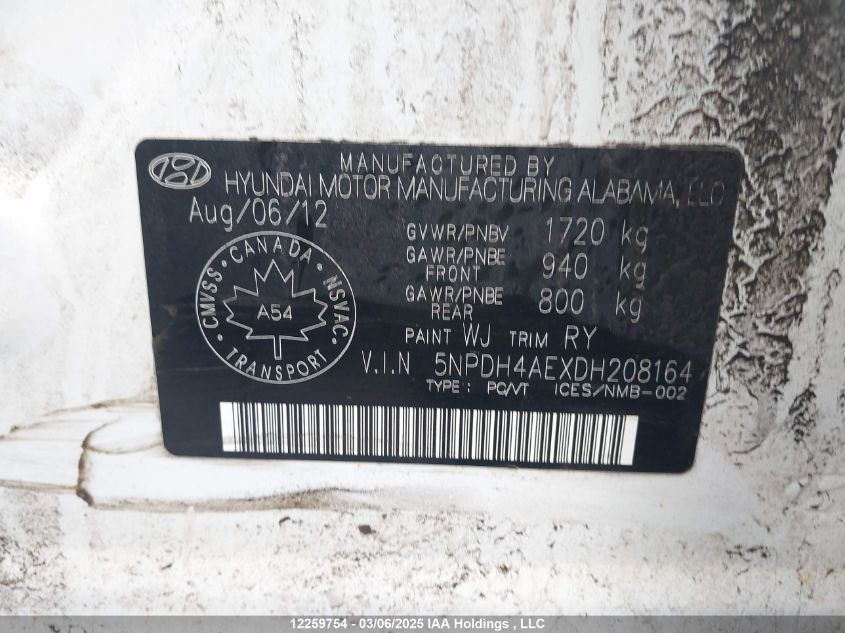 MANUFACTURED BY
HYUNDAI MOTOR MANUFACTURING ALABAMA, LLC
Aug/06/12
GVWR/PNBV 1720 kg
GAWR/PNBE FRONT 940 kg
GAWR/PNBE REAR 800 kg
CANADA · NSVAC · TRANSPORT · CMVSS ·
A54
PAINT WJ TRIM RY
V.I.N 5NPDH4AEXDH208164
TYPE : PC/VT ICES/NMB-002
12259754 - 03/06/2025 IAA Holdings , LLC